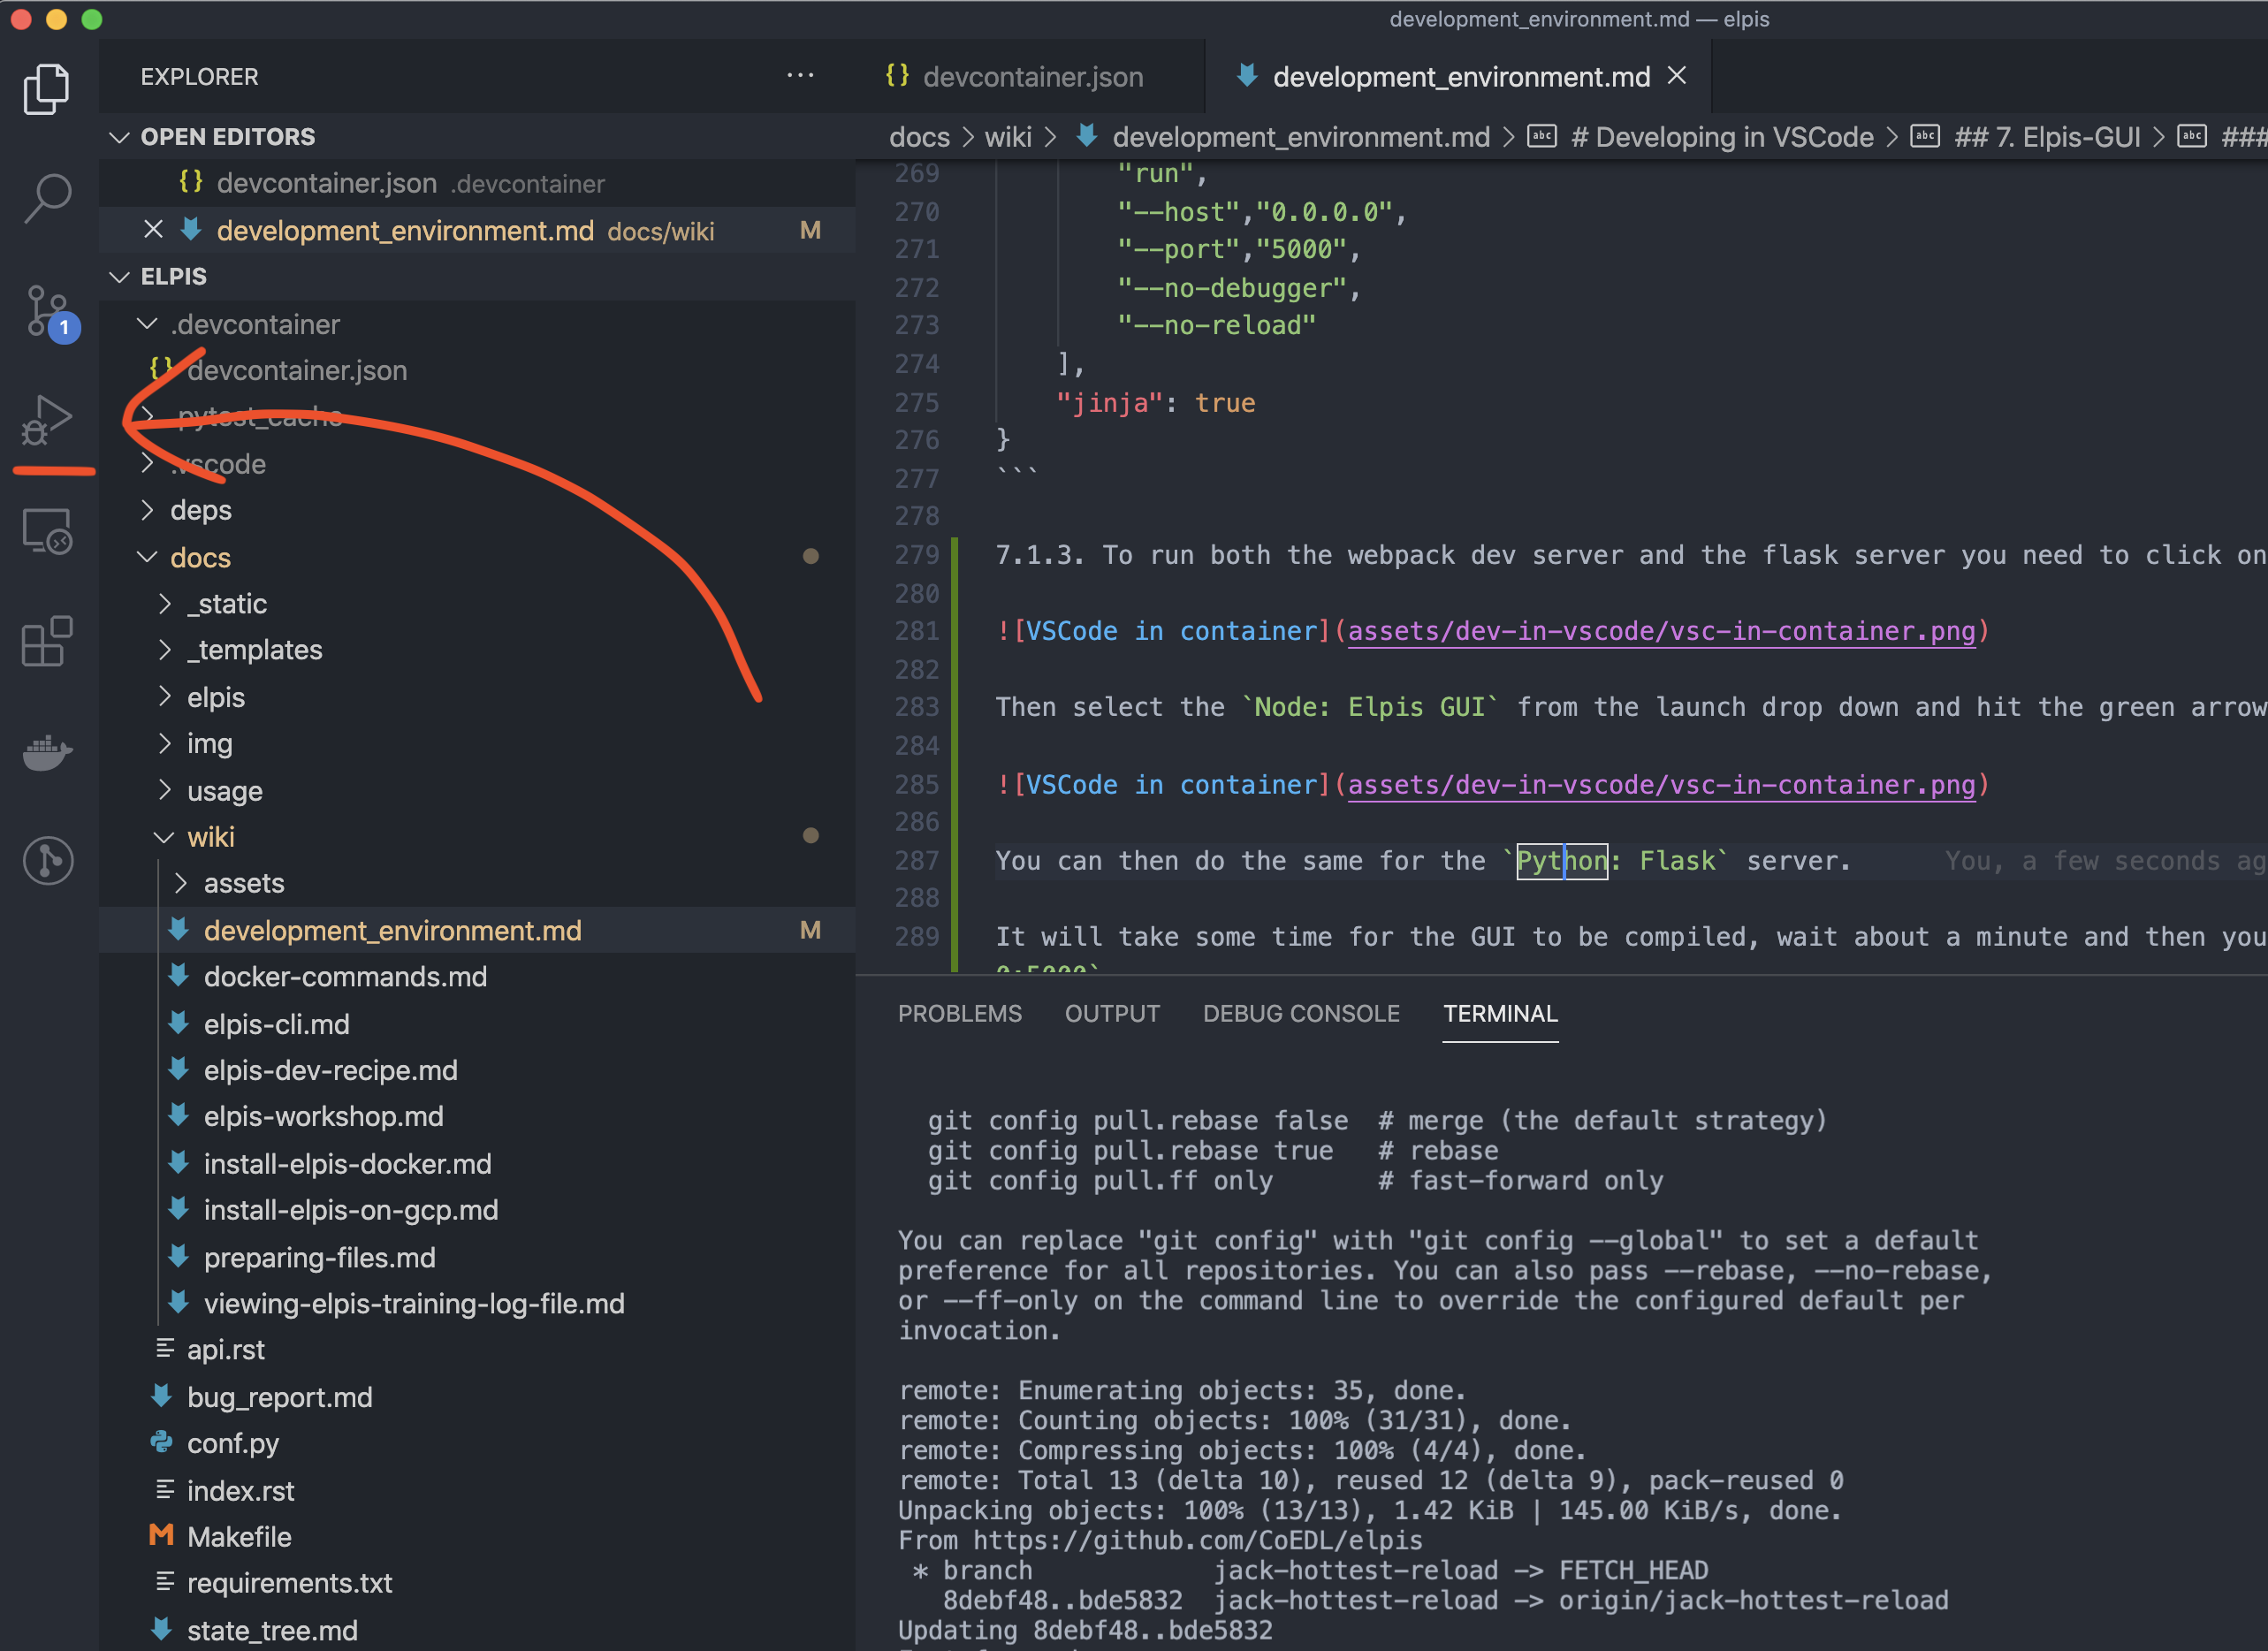 development_environment.md — elpis
EXPLORER
...
OPEN EDITORS
{} devcontainer.json .devcontainer
development_environment.md docs/wiki M
ELPIS
.devcontainer
{} devcontainer.json
.pytest_cache
.vscode
deps
docs
_static
_templates
elpis
img
usage
wiki
assets
development_environment.md M
docker-commands.md
elpis-cli.md
elpis-dev-recipe.md
elpis-workshop.md
install-elpis-docker.md
install-elpis-on-gcp.md
preparing-files.md
viewing-elpis-training-log-file.md
api.rst
bug_report.md
conf.py
index.rst
M Makefile
requirements.txt
state_tree.md
1
{} devcontainer.json
development_environment.md
docs > wiki > development_environment.md > abc # Developing in VSCode > abc ## 7. Elpis-GUI > abc ###
269 "run",
270 "--host","0.0.0.0",
271 "--port","5000",
272 "--no-debugger",
273 "--no-reload"
274 ],
275 "jinja": true
276 }
277 ```
278
279 7.1.3. To run both the webpack dev server and the flask server you need to click on
280
281 ![VSCode in container](assets/dev-in-vscode/vsc-in-container.png)
282
283 Then select the `Node: Elpis GUI` from the launch drop down and hit the green arrow
284
285 ![VSCode in container](assets/dev-in-vscode/vsc-in-container.png)
286
287 You can then do the same for the `Python: Flask` server. You, a few seconds ag
288
289 It will take some time for the GUI to be compiled, wait about a minute and then you
0:5000`
PROBLEMS OUTPUT DEBUG CONSOLE TERMINAL
git config pull.rebase false # merge (the default strategy)
git config pull.rebase true # rebase
git config pull.ff only # fast-forward only
You can replace "git config" with "git config --global" to set a default
preference for all repositories. You can also pass --rebase, --no-rebase,
or --ff-only on the command line to override the configured default per
invocation.
remote: Enumerating objects: 35, done.
remote: Counting objects: 100% (31/31), done.
remote: Compressing objects: 100% (4/4), done.
remote: Total 13 (delta 10), reused 12 (delta 9), pack-reused 0
Unpacking objects: 100% (13/13), 1.42 KiB | 145.00 KiB/s, done.
From https://github.com/CoEDL/elpis
* branch jack-hottest-reload -> FETCH_HEAD
8debf48..bde5832 jack-hottest-reload -> origin/jack-hottest-reload
Updating 8debf48..bde5832